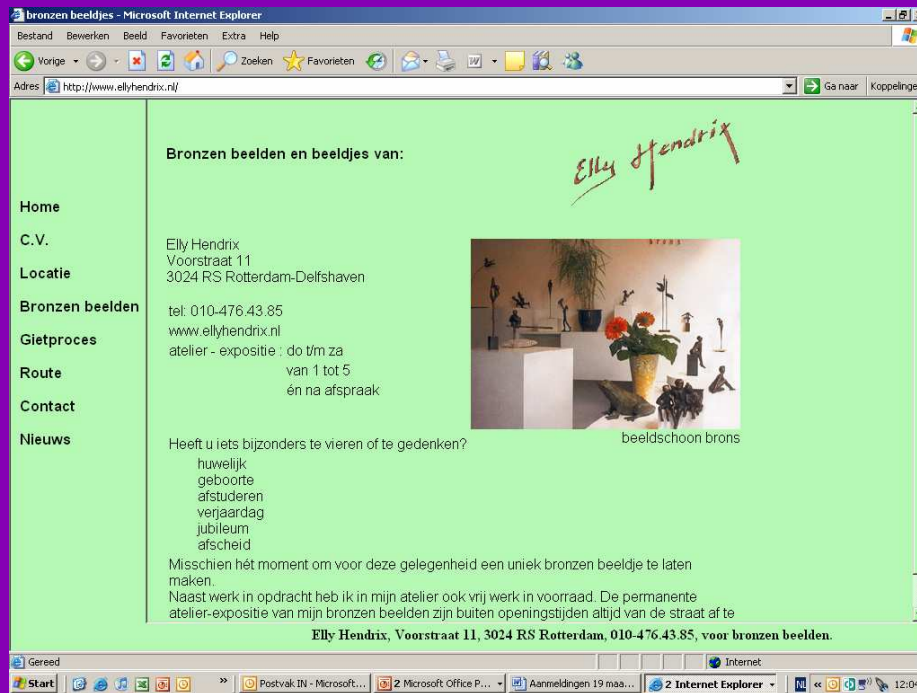 bronzen beeldjes - Microsoft Internet Explorer
Bestand Bewerken Beeld Favorieten Extra Help
Vorige Zoeken Favorieten
Adres http://www.ellyhendrix.nl/ Ga naar Koppelinge
Bronzen beelden en beeldjes van:
Elly Hendrix
Home
C.V.
Locatie
Bronzen beelden
Gietproces
Route
Contact
Nieuws
Elly Hendrix
Voorstraat 11
3024 RS Rotterdam-Delfshaven
tel: 010-476.43.85
www.ellyhendrix.nl
atelier - expositie : do t/m za
van 1 tot 5
én na afspraak
beeldschoon brons
Heeft u iets bijzonders te vieren of te gedenken?
huwelijk
geboorte
afstuderen
verjaardag
jubileum
afscheid
Misschien hét moment om voor deze gelegenheid een uniek bronzen beeldje te laten
maken.
Naast werk in opdracht heb ik in mijn atelier ook vrij werk in voorraad. De permanente
atelier-expositie van mijn bronzen beelden zijn buiten openingstijden altijd van de straat af te
Elly Hendrix, Voorstraat 11, 3024 RS Rotterdam, 010-476.43.85, voor bronzen beelden.
Gereed Internet
Start » Postvak IN - Microsoft... 2 Microsoft Office P... Aanmeldingen 19 maa... 2 Internet Explorer NL « 12:04